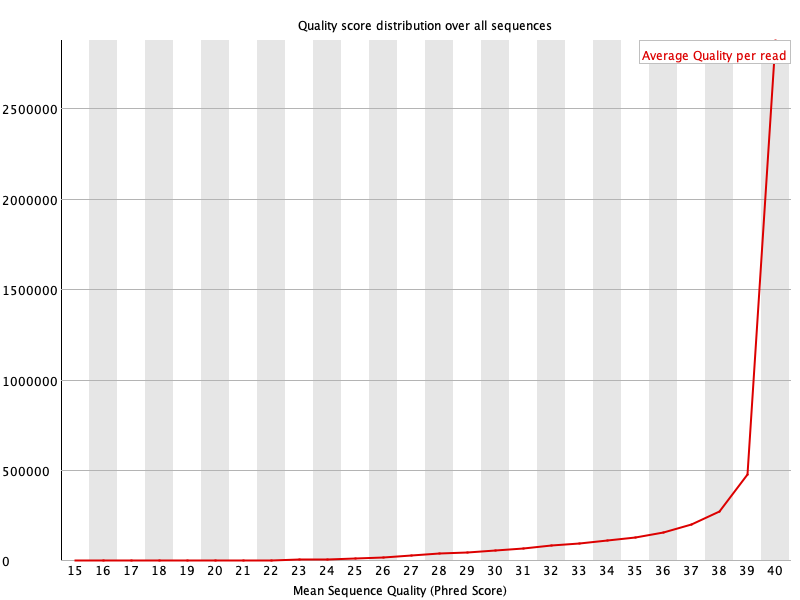 Quality score distribution over all sequences
Average Quality per read
2500000
2000000
1500000
1000000
500000
0
15 16 17 18 19 20 21 22 23 24 25 26 27 28 29 30 31 32 33 34 35 36 37 38 39 40
Mean Sequence Quality (Phred Score)